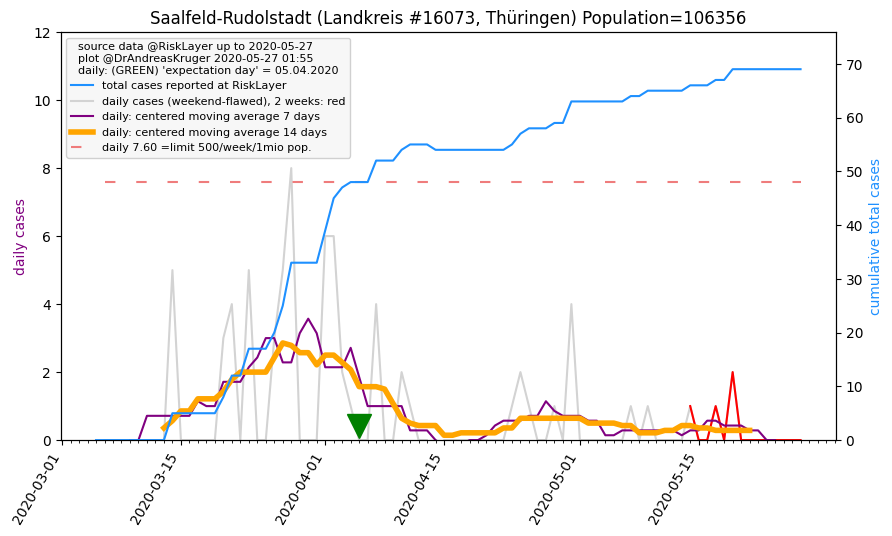 Saalfeld-Rudolstadt (Landkreis #16073, Thüringen) Population=106356
source data @RiskLayer up to 2020-05-27
plot @DrAndreasKruger 2020-05-27 01:55
daily: (GREEN) 'expectation day' = 05.04.2020
total cases reported at RiskLayer
daily cases (weekend-flawed), 2 weeks: red
daily: centered moving average 7 days
daily: centered moving average 14 days
daily 7.60 =limit 500/week/1mio pop.
daily cases
12
10
8
6
4
2
0
cumulative total cases
70
60
50
40
30
20
10
0
2020-03-01
2020-03-15
2020-04-01
2020-04-15
2020-05-01
2020-05-15